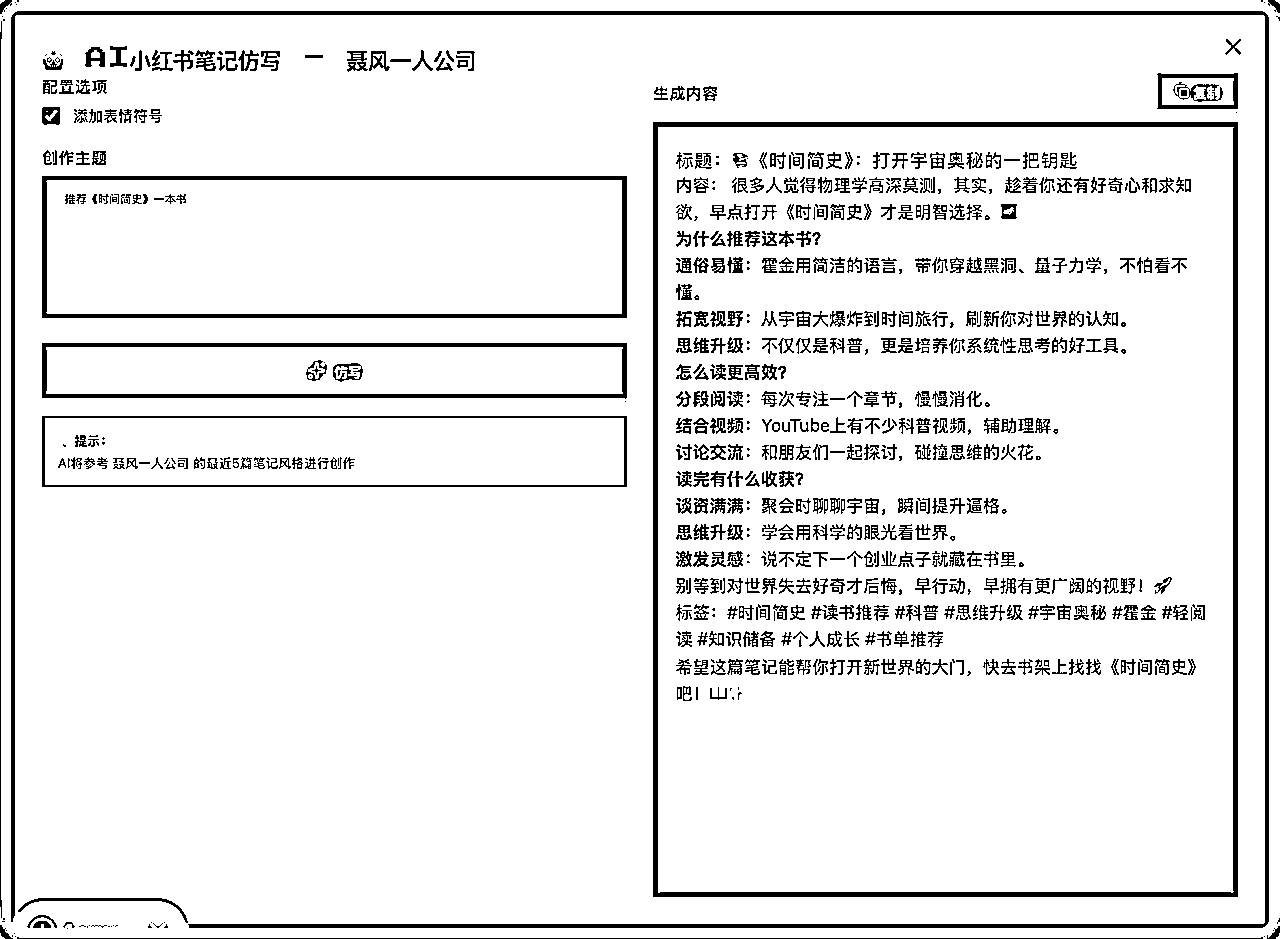 AI小红书笔记仿写 — 聂风一人公司
配置选项
添加表情符号
创作主题
推荐《时间简史》一本书
仿写
、提示：
AI将参考 聂风一人公司 的最近5篇笔记风格进行创作
生成内容
复制
标题：《时间简史》：打开宇宙奥秘的一把钥匙
内容： 很多人觉得物理学高深莫测，其实，趁着你还有好奇心和求知
欲，早点打开《时间简史》才是明智选择。
为什么推荐这本书？
通俗易懂：霍金用简洁的语言，带你穿越黑洞、量子力学，不怕看不
懂。
拓宽视野：从宇宙大爆炸到时间旅行，刷新你对世界的认知。
思维升级：不仅仅是科普，更是培养你系统性思考的好工具。
怎么读更高效？
分段阅读：每次专注一个章节，慢慢消化。
结合视频：YouTube上有不少科普视频，辅助理解。
讨论交流：和朋友们一起探讨，碰撞思维的火花。
读完有什么收获？
谈资满满：聚会时聊聊宇宙，瞬间提升逼格。
思维升级：学会用科学的眼光看世界。
激发灵感：说不定下一个创业点子就藏在书里。
别等到对世界失去好奇才后悔，早行动，早拥有更广阔的视野！🚀
标签：#时间简史 #读书推荐 #科普 #思维升级 #宇宙奥秘 #霍金 #轻阅
读 #知识储备 #个人成长 #书单推荐
希望这篇笔记能帮你打开新世界的大门，快去书架上找找《时间简史》
吧！